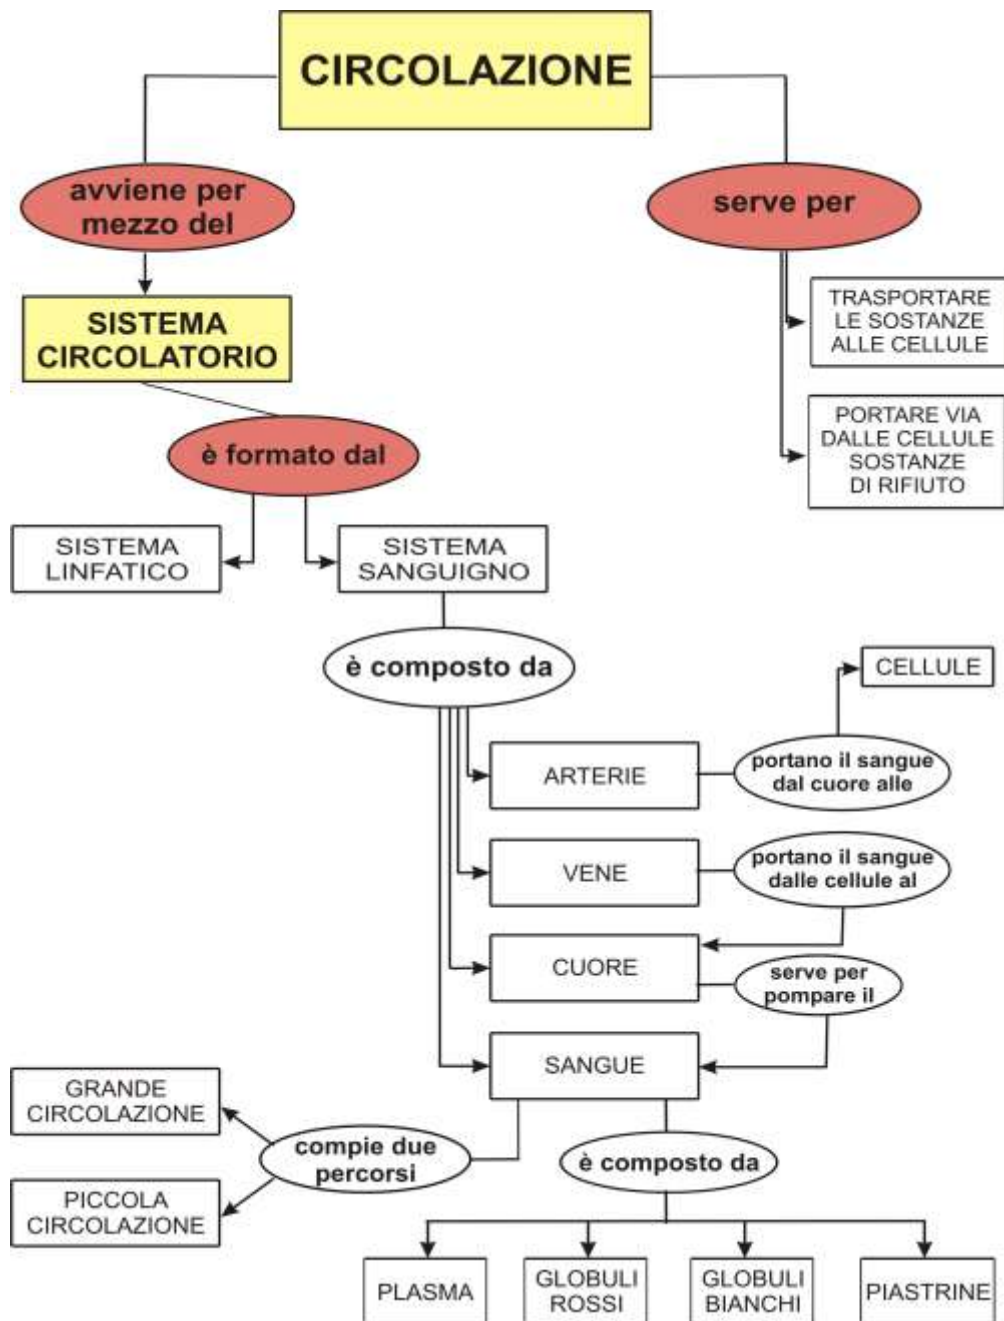 CIRCOLAZIONE
avviene per
mezzo del
serve per
SISTEMA
CIRCOLATORIO
TRASPORTARE
LE SOSTANZE
ALLE CELLULE
PORTARE VIA
DALLE CELLULE
SOSTANZE
DI RIFIUTO
è formato dal
SISTEMA
LINFATICO
SISTEMA
SANGUIGNO
è composto da
CELLULE
ARTERIE
portano il sangue
dal cuore alle
VENE
portano il sangue
dalle cellule al
CUORE
serve per
pompare il
SANGUE
GRANDE
CIRCOLAZIONE
compie due
percorsi
PICCOLA
CIRCOLAZIONE
è composto da
PLASMA
GLOBULI
ROSSI
GLOBULI
BIANCHI
PIASTRINE